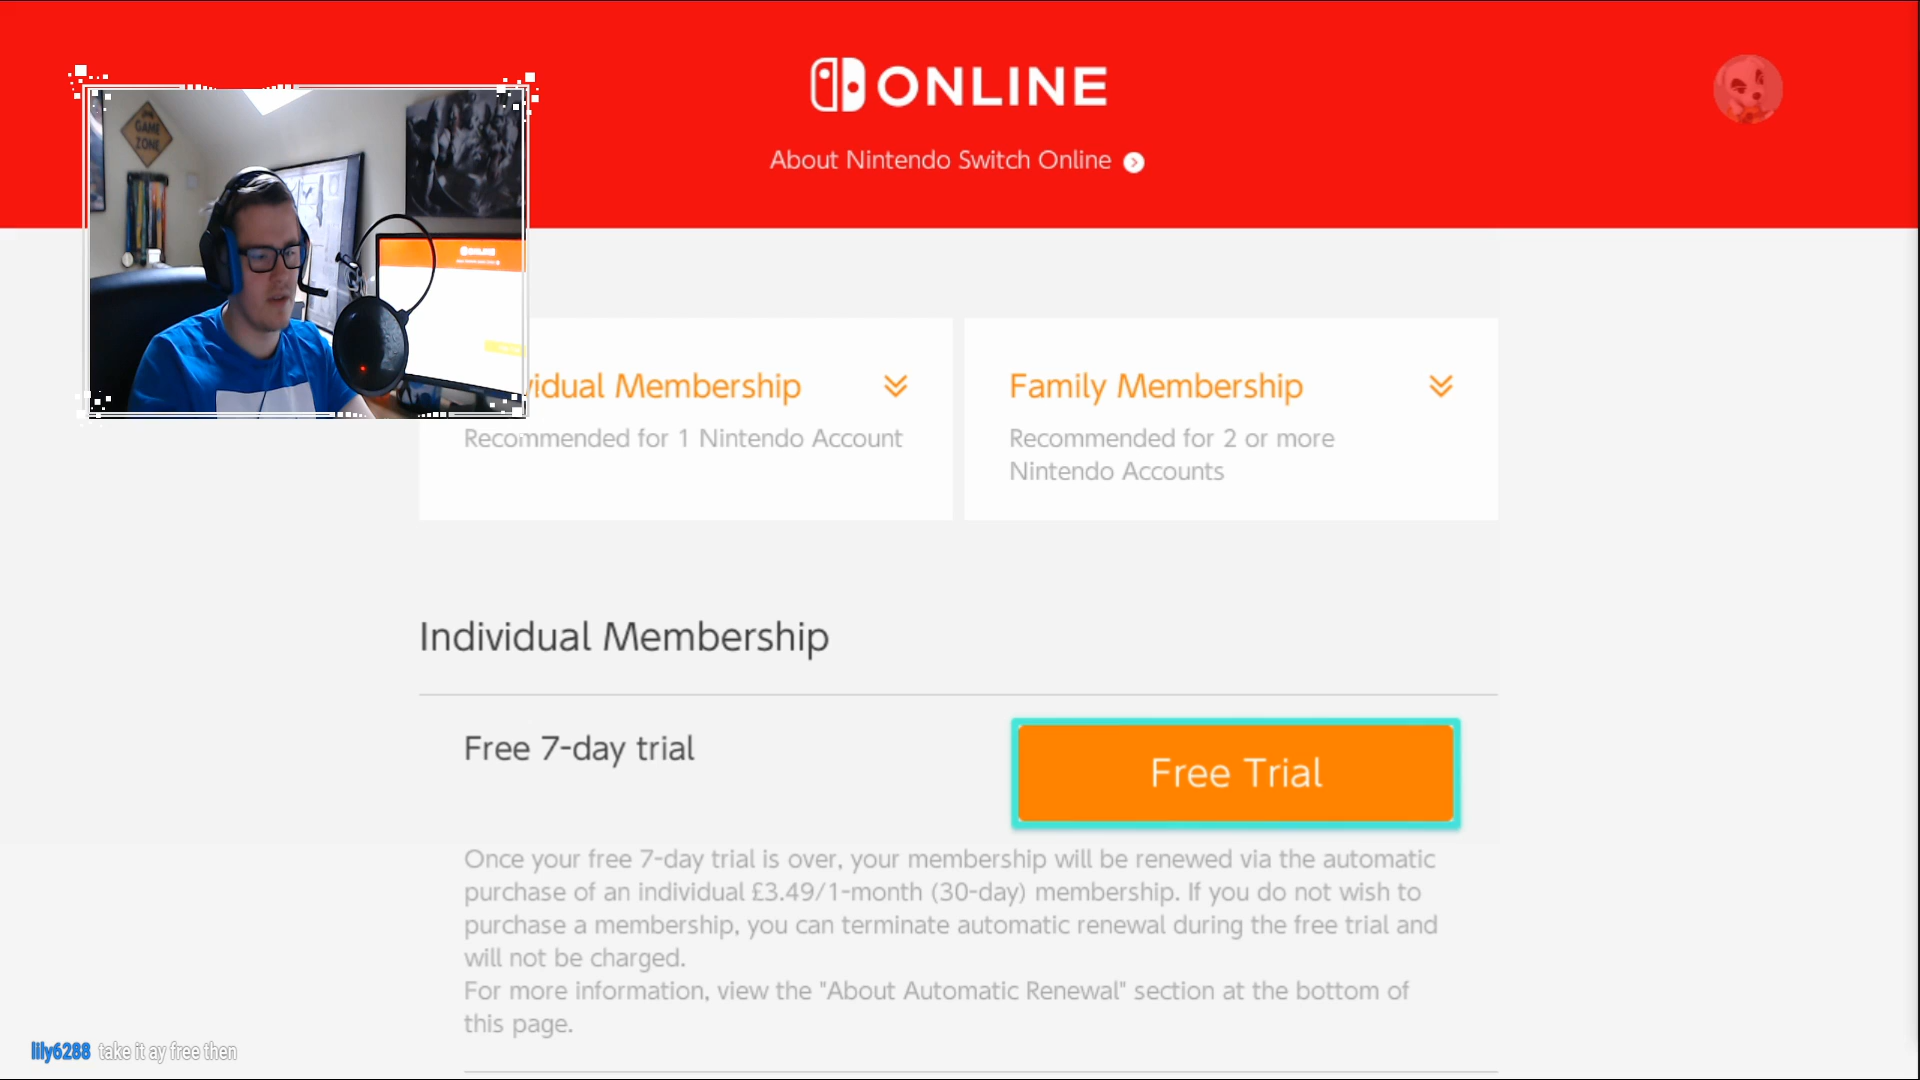 ONLINE
About Nintendo Switch Online
GAME
ZONE
ONLINE
vidual Membership
Recommended for 1 Nintendo Account
Family Membership
Recommended for 2 or more
Nintendo Accounts
Individual Membership
Free 7-day trial
Free Trial
Once your free 7-day trial is over, your membership will be renewed via the automatic
purchase of an individual £3.49/1-month (30-day) membership. If you do not wish to
purchase a membership, you can terminate automatic renewal during the free trial and
will not be charged.
For more information, view the "About Automatic Renewal" section at the bottom of
this page.
lily6288 take it ay free then